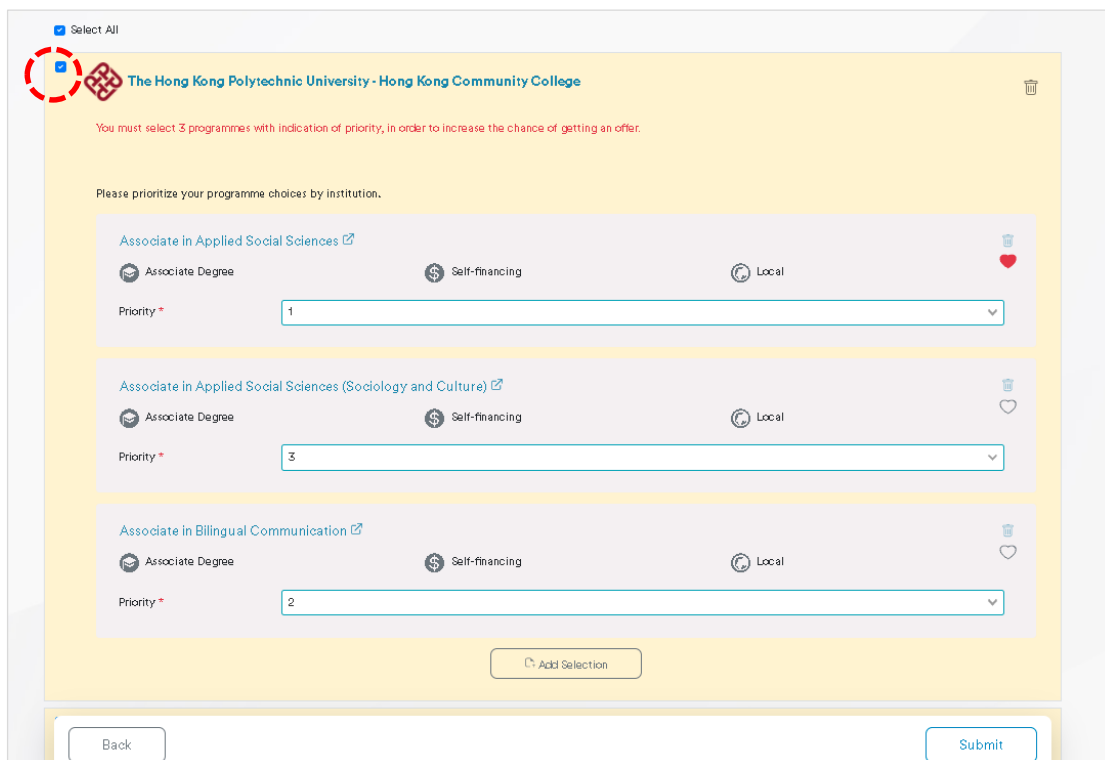 Select All
The Hong Kong Polytechnic University - Hong Kong Community College
You must select 3 programmes with indication of priority, in order to increase the chance of getting an offer.
Please prioritize your programme choices by institution.
Associate in Applied Social Sciences
Associate Degree Self-financing Local
Priority * 1
Associate in Applied Social Sciences (Sociology and Culture)
Associate Degree Self-financing Local
Priority * 3
Associate in Bilingual Communication
Associate Degree Self-financing Local
Priority * 2
Add Selection
Back Submit